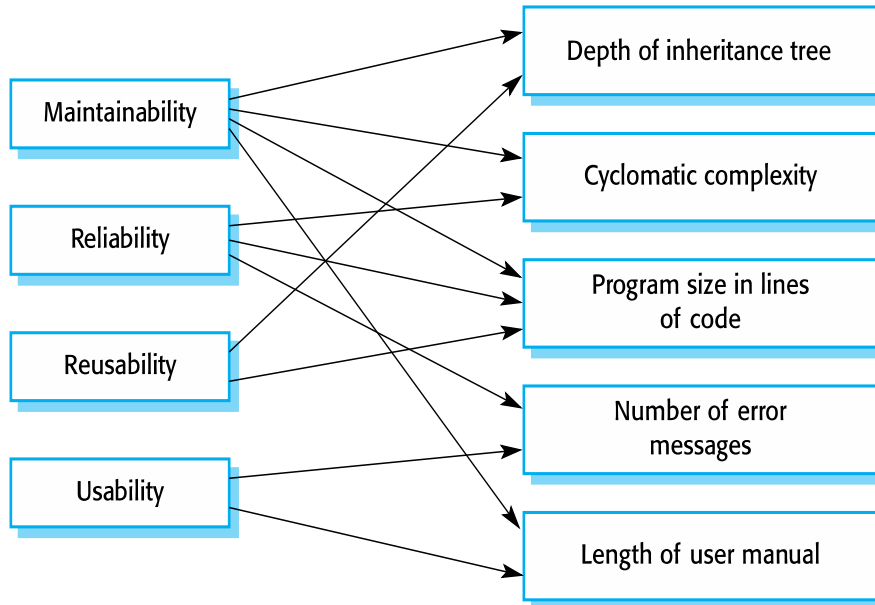 Maintainability
Reliability
Reusability
Usability
Depth of inheritance tree
Cyclomatic complexity
Program size in lines
of code
Number of error
messages
Length of user manual